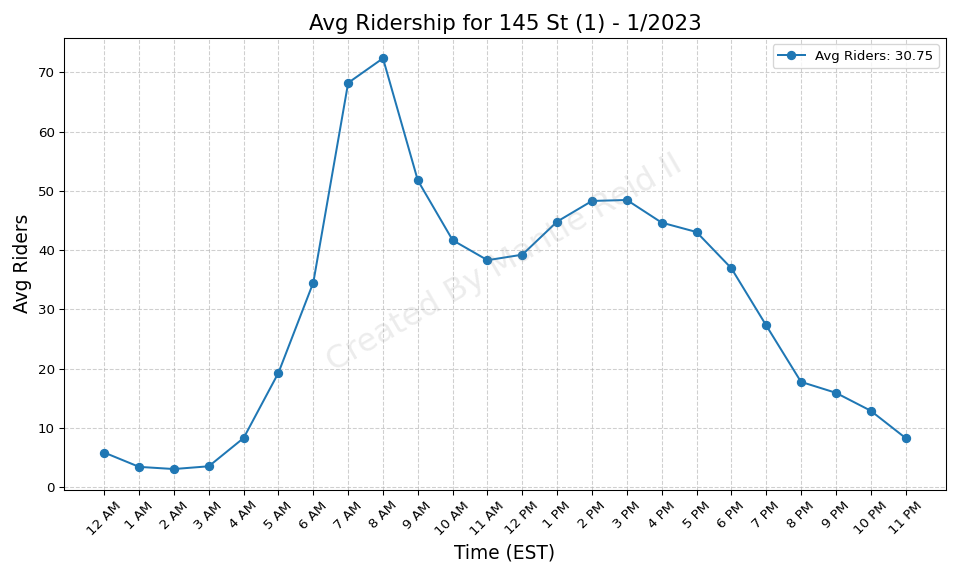 Avg Ridership for 145 St (1) - 1/2023
Avg Riders: 30.75
Avg Riders
70
60
50
40
30
20
10
0
Created By Mantie Reid II
12 AM
1 AM
2 AM
3 AM
4 AM
5 AM
6 AM
7 AM
8 AM
9 AM
10 AM
11 AM
12 PM
1 PM
2 PM
3 PM
4 PM
5 PM
6 PM
7 PM
8 PM
9 PM
10 PM
11 PM
Time (EST)